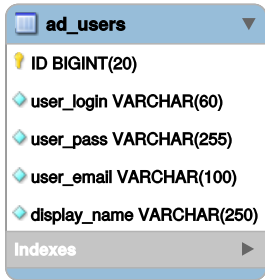 ad_users
ID BIGINT(20)
user_login VARCHAR(60)
user_pass VARCHAR(255)
user_email VARCHAR(100)
display_name VARCHAR(250)
Indexes